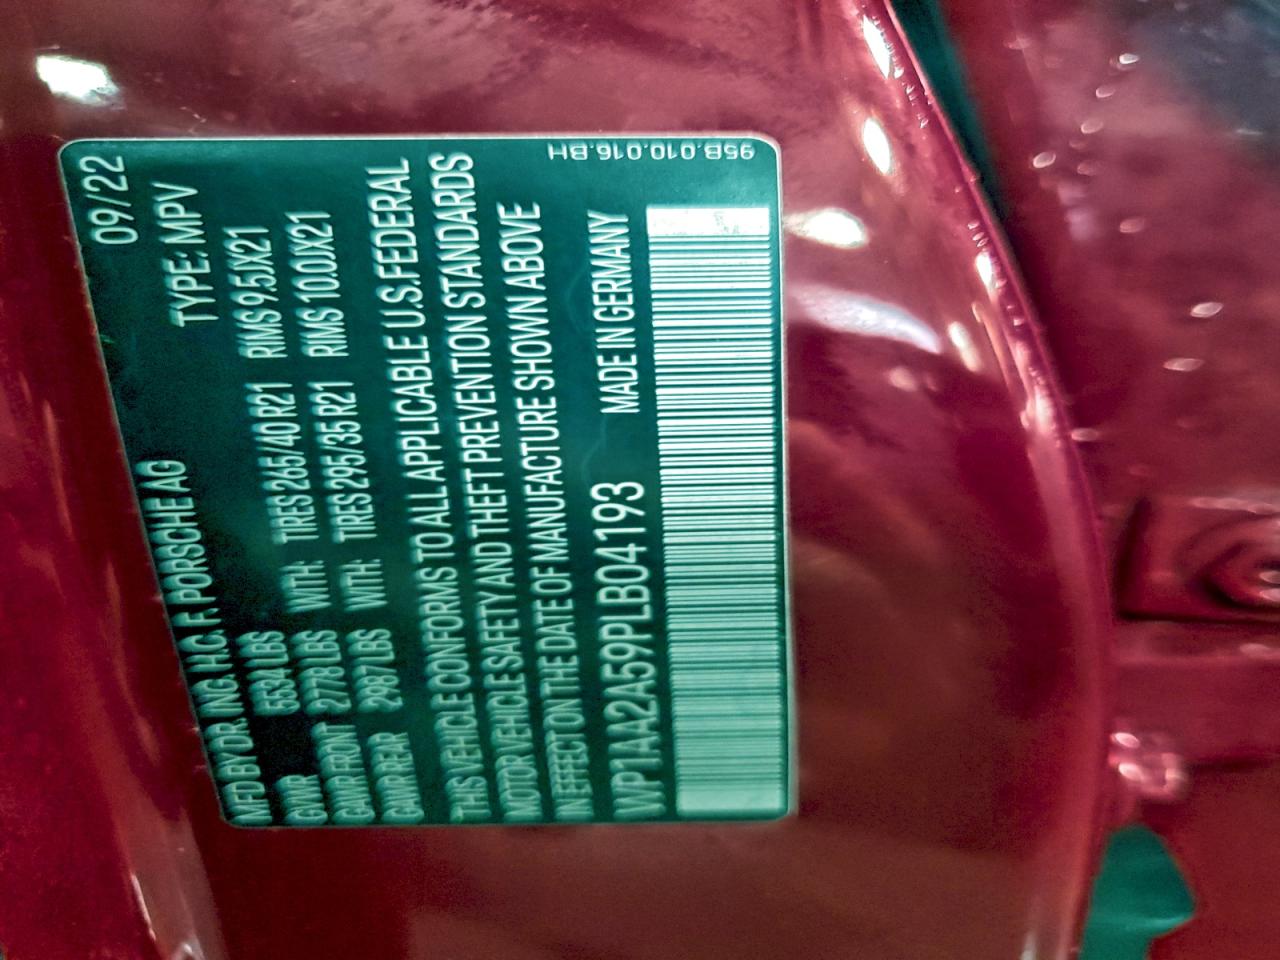 MFD BY DR. ING. H.C. F. PORSCHE AG 09/22
TYPE: MPV
GVWR 5534 LBS
GAWR FRONT 2778 LBS WITH: TIRES 265/40 R21 RIMS 9.5JX21
GAWR REAR 2987 LBS WITH: TIRES 295/35 R21 RIMS 10.0JX21
THIS VEHICLE CONFORMS TO ALL APPLICABLE U.S. FEDERAL
MOTOR VEHICLE SAFETY AND THEFT PREVENTION STANDARDS
IN EFFECT ON THE DATE OF MANUFACTURE SHOWN ABOVE
WP1AA2A59PLB04193 MADE IN GERMANY
95B.010.016.BH